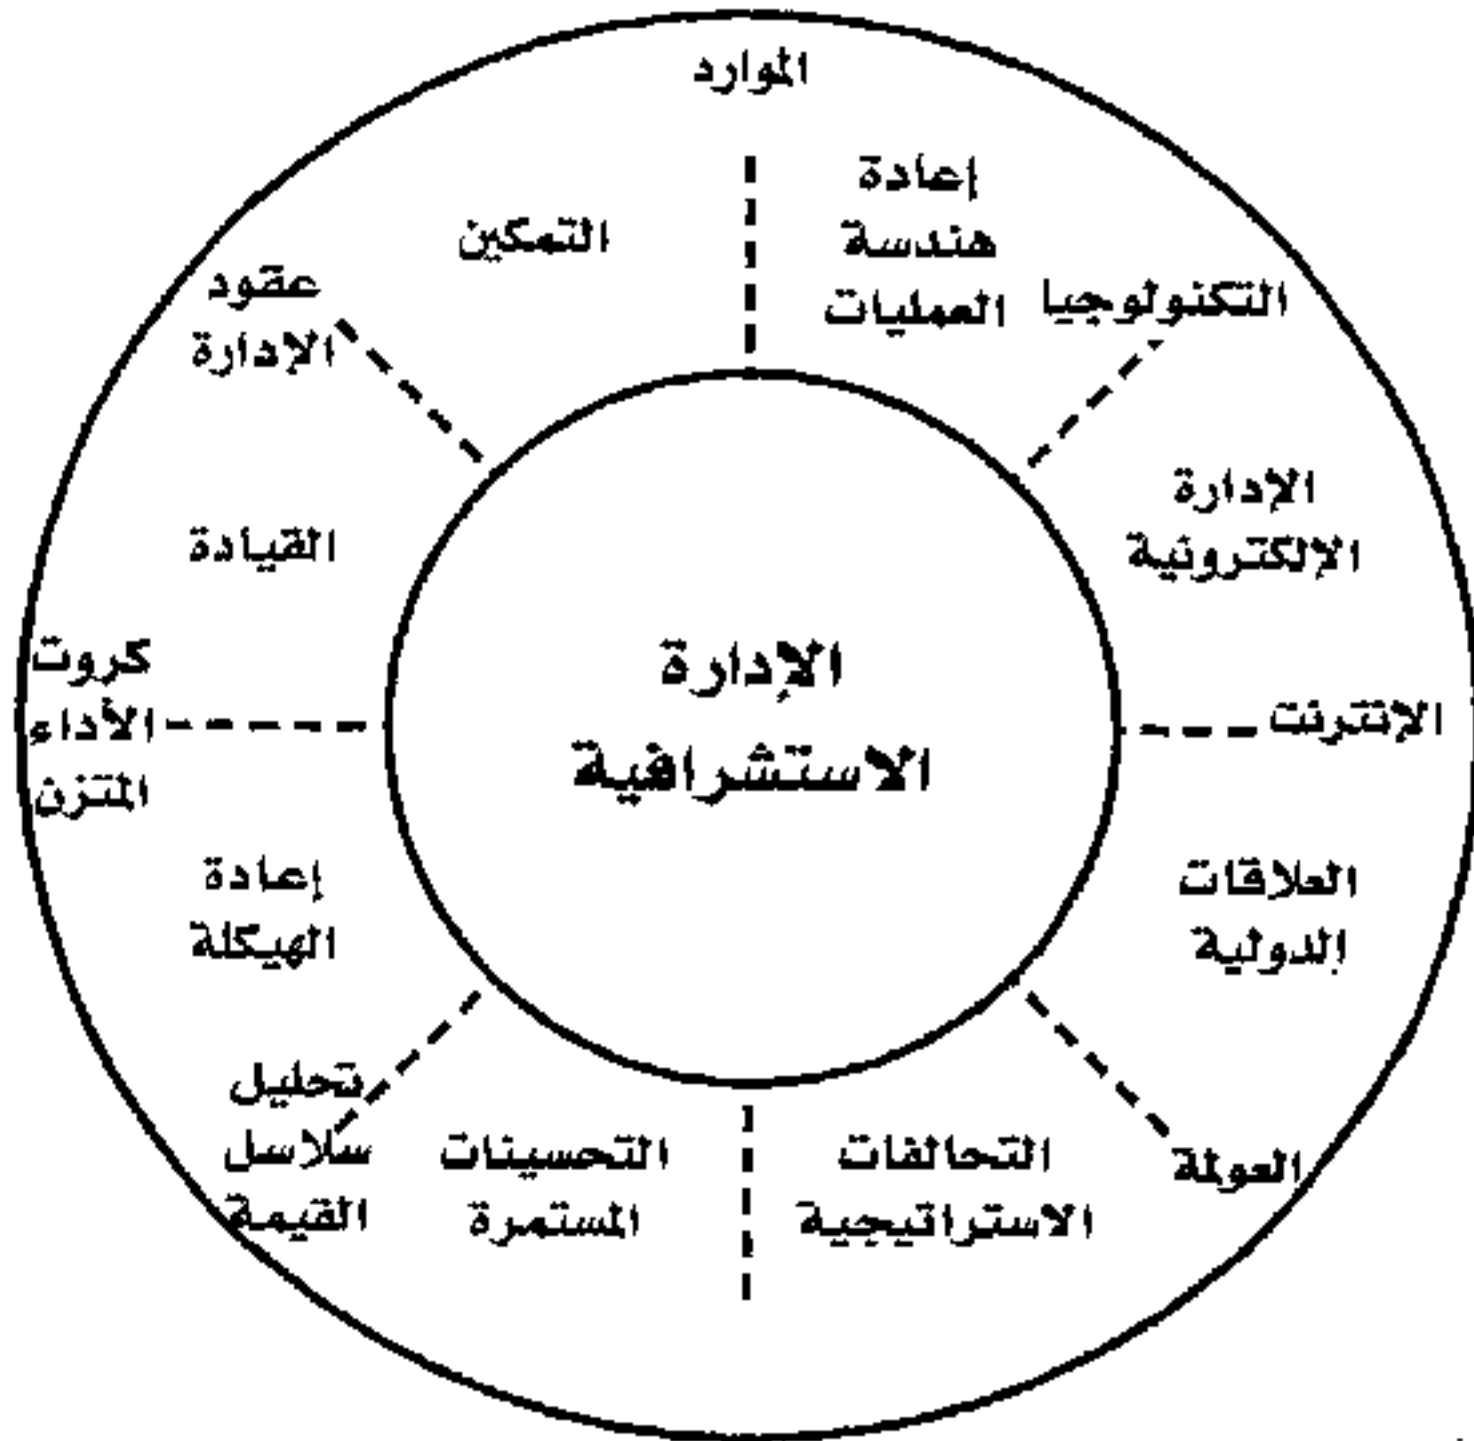 الموارد
إعادة
هندسة
العمليات
التكنولوجيا
الإدارة
الإلكترونية
الإنترنت
العلاقات
الدولية
العولمة
التحالفات
الاستراتيجية
التحسينات
المستمرة
تحليل
سلاسل
القيمة
إعادة
الهيكلة
كروت
الأداء
المتزن
القيادة
عقود
الإدارة
التمكين
الإدارة
الاستشرافية